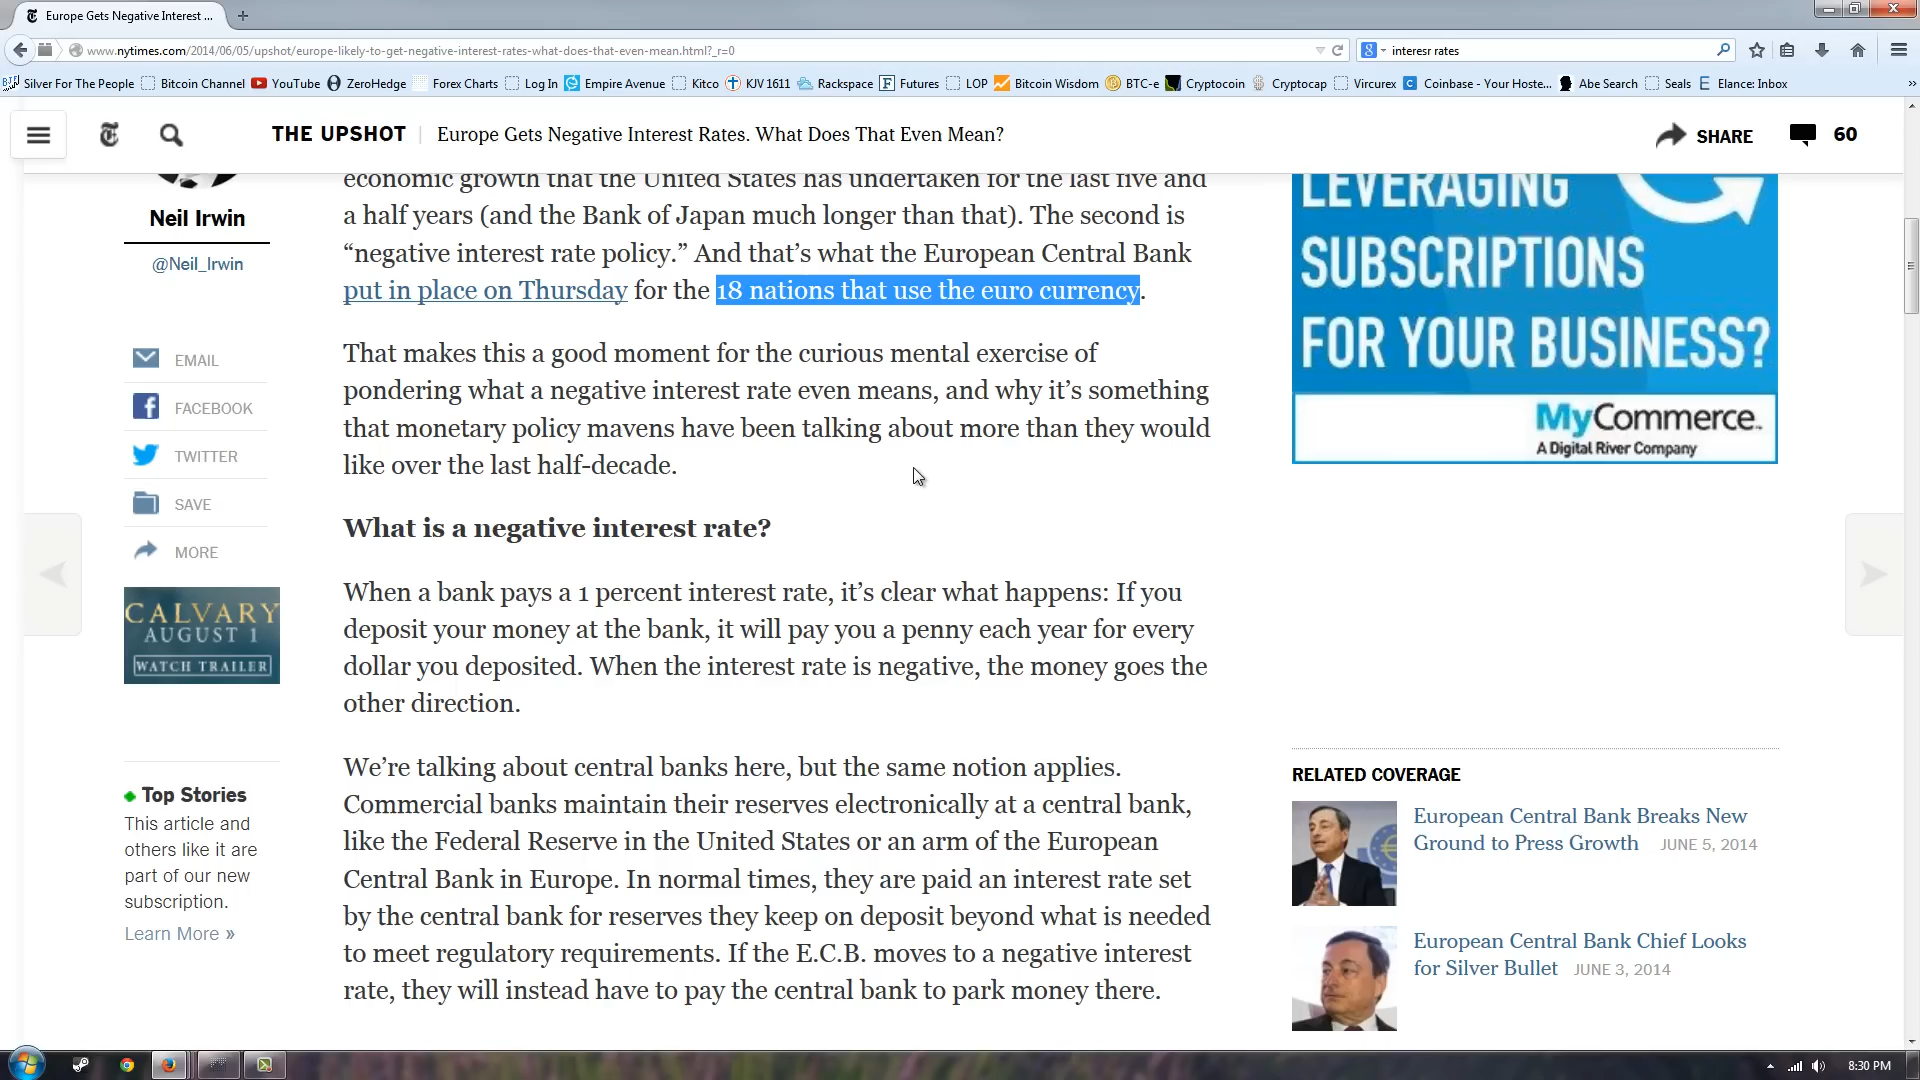 Europe Gets Negative Interest ...
www.nytimes.com/2014/06/05/upshot/europe-likely-to-get-negative-interest-rates-what-does-that-even-mean.html?_r=0
interesr rates
Silver For The People
Bitcoin Channel
YouTube
ZeroHedge
Forex Charts
Log In
Empire Avenue
Kitco
KJV 1611
Rackspace
Futures
LOP
Bitcoin Wisdom
BTC-e
Cryptocoin
Cryptocap
Vircurex
Coinbase - Your Hoste...
Abe Search
Seals
Elance: Inbox
THE UPSHOT
Europe Gets Negative Interest Rates. What Does That Even Mean?
SHARE
60
Neil Irwin
@Neil_Irwin
EMAIL
FACEBOOK
TWITTER
SAVE
MORE
CALVARY
AUGUST 1
WATCH TRAILER
Top Stories
This article and
others like it are
part of our new
subscription.
Learn More »
economic growth that the United States has undertaken for the last five and
a half years (and the Bank of Japan much longer than that). The second is
“negative interest rate policy.” And that’s what the European Central Bank
put in place on Thursday for the 18 nations that use the euro currency.
That makes this a good moment for the curious mental exercise of
pondering what a negative interest rate even means, and why it’s something
that monetary policy mavens have been talking about more than they would
like over the last half-decade.
What is a negative interest rate?
When a bank pays a 1 percent interest rate, it’s clear what happens: If you
deposit your money at the bank, it will pay you a penny each year for every
dollar you deposited. When the interest rate is negative, the money goes the
other direction.
We’re talking about central banks here, but the same notion applies.
Commercial banks maintain their reserves electronically at a central bank,
like the Federal Reserve in the United States or an arm of the European
Central Bank in Europe. In normal times, they are paid an interest rate set
by the central bank for reserves they keep on deposit beyond what is needed
to meet regulatory requirements. If the E.C.B. moves to a negative interest
rate, they will instead have to pay the central bank to park money there.
LEVERAGING
SUBSCRIPTIONS
FOR YOUR BUSINESS?
MyCommerce
A Digital River Company
RELATED COVERAGE
European Central Bank Breaks New
Ground to Press Growth JUNE 5, 2014
European Central Bank Chief Looks
for Silver Bullet JUNE 3, 2014
8:30 PM